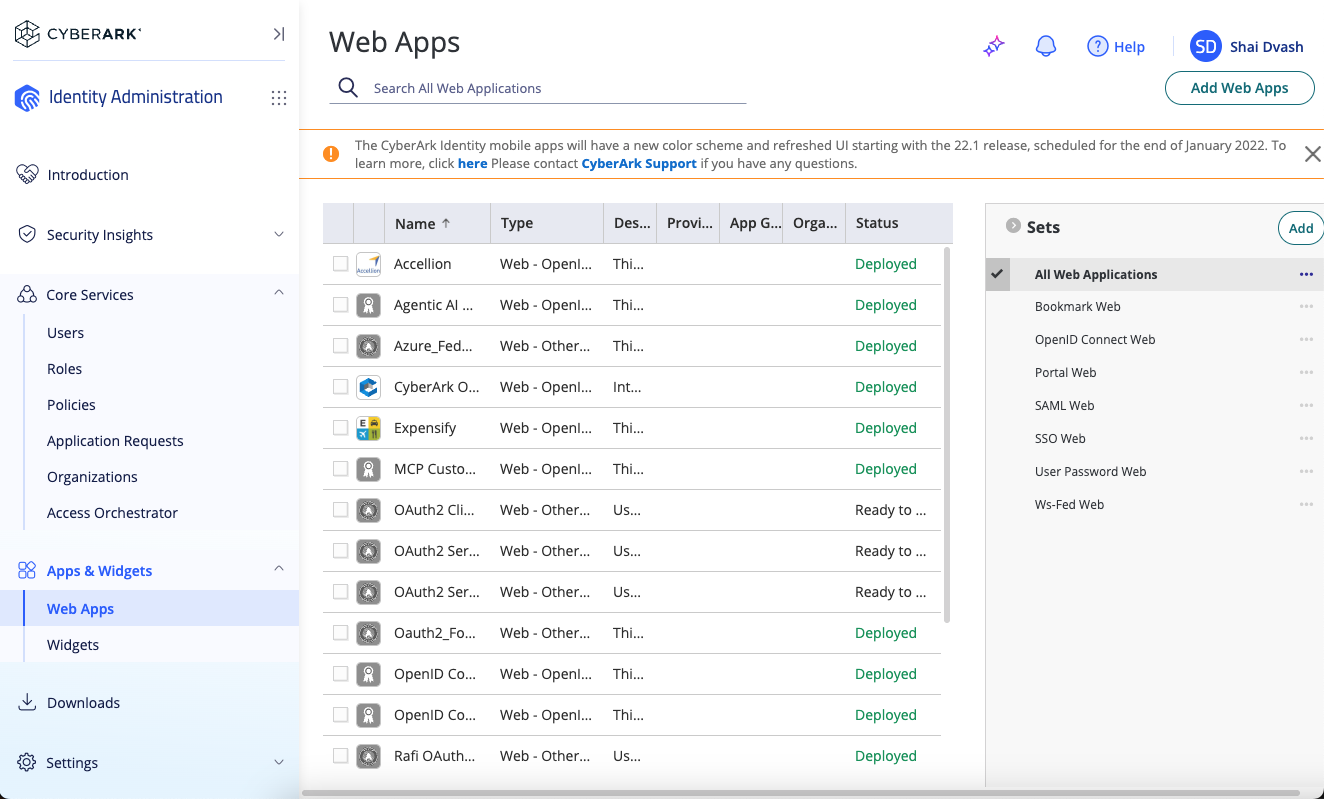 CYBERARK
Web Apps
Help
SD
Shai Dvash
Identity Administration
Search All Web Applications
Add Web Apps
The CyberArk Identity mobile apps will have a new color scheme and refreshed UI starting with the 22.1 release, scheduled for the end of January 2022. To
learn more, click here Please contact CyberArk Support if you have any questions.
Introduction
Security Insights
Core Services
Users
Roles
Policies
Application Requests
Organizations
Access Orchestrator
Apps & Widgets
Web Apps
Widgets
Downloads
Settings
Name ↑ Type Des... Provi... App G... Orga... Status
Accellion Accellion Web - OpenI... Thi... Deployed
Agentic AI ... Web - OpenI... Thi... Deployed
A Azure_Fed... Web - Other... Thi... Deployed
CyberArk O... Web - OpenI... Int... Deployed
E Expensify Web - OpenI... Thi... Deployed
MCP Custo... Web - OpenI... Thi... Deployed
A OAuth2 Cli... Web - Other... Us... Ready to ...
A OAuth2 Ser... Web - Other... Us... Ready to ...
A OAuth2 Ser... Web - Other... Us... Ready to ...
A Oauth2_Fo... Web - Other... Thi... Deployed
OpenID Co... Web - OpenI... Thi... Deployed
OpenID Co... Web - OpenI... Thi... Deployed
A Rafi OAuth... Web - Other... Us... Deployed
Sets
Add
All Web Applications
Bookmark Web
OpenID Connect Web
Portal Web
SAML Web
SSO Web
User Password Web
Ws-Fed Web